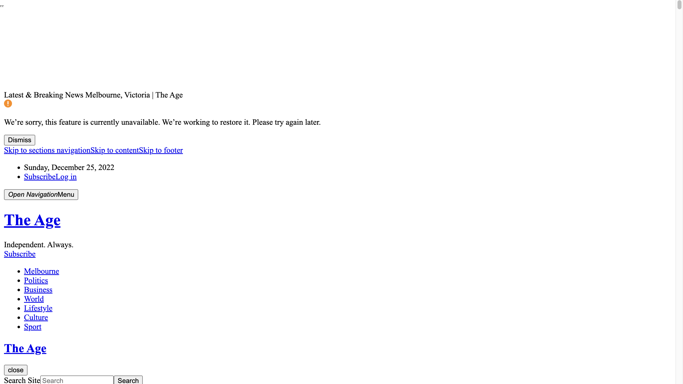 Latest & Breaking News Melbourne, Victoria | The Age
We're sorry, this feature is currently unavailable. We're working to restore it. Please try again later.
Dismiss
Skip to sections navigationSkip to contentSkip to footer
Sunday, December 25, 2022
SubscribeLog in
Open NavigationMenu
The Age
Independent. Always.
Subscribe
Melbourne
Politics
Business
World
Lifestyle
Culture
Sport
The Age
close
Search SiteSearchSearch